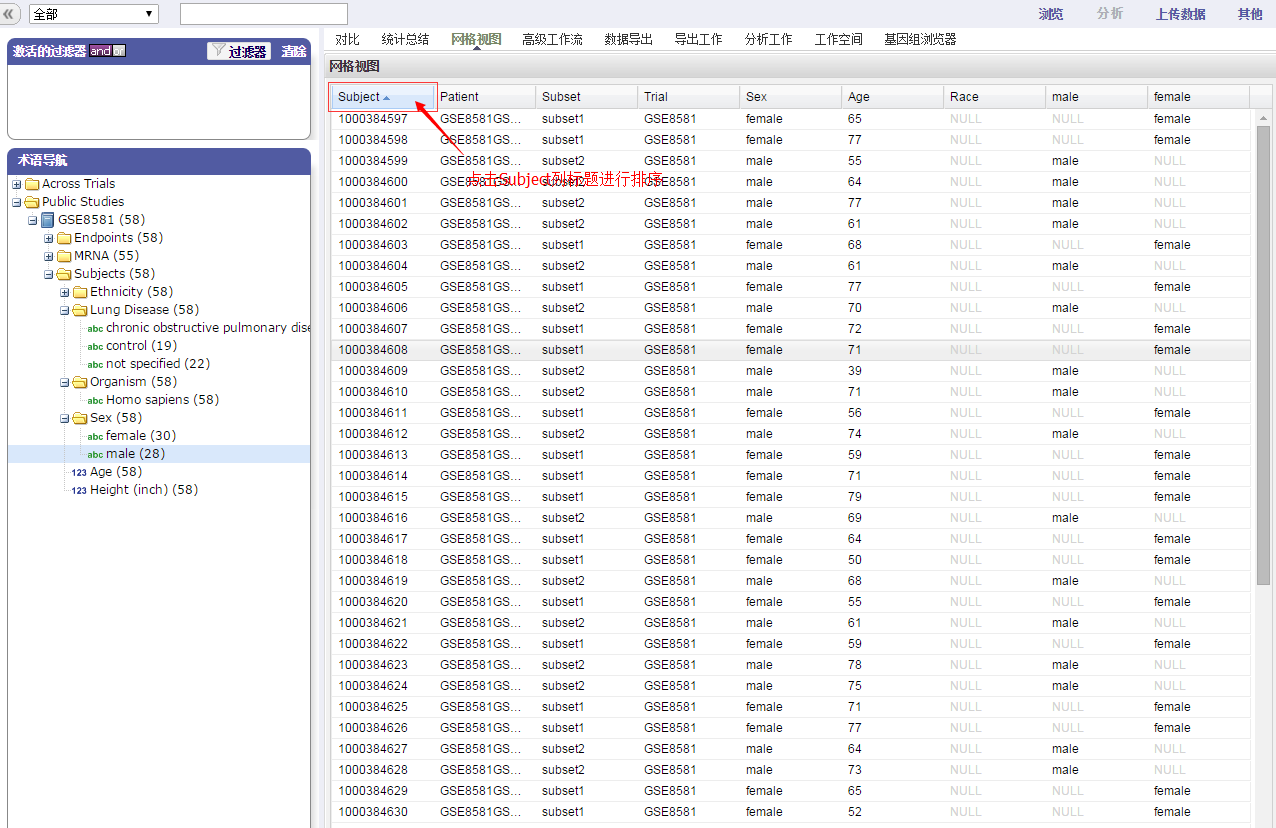 全部
浏览 分析 上传数据 其他
激活的过滤器 and or 过滤器 清除
术语导航
Across Trials
Public Studies
GSE8581 (58)
Endpoints (58)
MRNA (55)
Subjects (58)
Ethnicity (58)
Lung Disease (58)
abc chronic obstructive pulmonary dise
abc control (19)
abc not specified (22)
Organism (58)
abc Homo sapiens (58)
Sex (58)
abc female (30)
abc male (28)
123 Age (58)
123 Height (inch) (58)
对比 统计总结 网格视图 高级工作流 数据导出 导出工作 分析工作 工作空间 基因组浏览器
网格视图
Subject Patient Subset Trial Sex Age Race male female
1000384597 GSE8581GS... subset1 GSE8581 female 65 NULL NULL female
1000384598 GSE8581GS... subset1 GSE8581 female 77 NULL NULL female
1000384599 GSE8581GS... subset2 GSE8581 male 55 NULL male NULL
点击Subject列标题进行排序
1000384600 GSE8581GS... subset2 GSE8581 male 64 NULL male NULL
1000384601 GSE8581GS... subset2 GSE8581 male 77 NULL male NULL
1000384602 GSE8581GS... subset2 GSE8581 male 61 NULL male NULL
1000384603 GSE8581GS... subset1 GSE8581 female 68 NULL NULL female
1000384604 GSE8581GS... subset2 GSE8581 male 61 NULL male NULL
1000384605 GSE8581GS... subset1 GSE8581 female 77 NULL NULL female
1000384606 GSE8581GS... subset2 GSE8581 male 70 NULL male NULL
1000384607 GSE8581GS... subset1 GSE8581 female 72 NULL NULL female
1000384608 GSE8581GS... subset1 GSE8581 female 71 NULL NULL female
1000384609 GSE8581GS... subset2 GSE8581 male 39 NULL male NULL
1000384610 GSE8581GS... subset2 GSE8581 male 71 NULL male NULL
1000384611 GSE8581GS... subset1 GSE8581 female 56 NULL NULL female
1000384612 GSE8581GS... subset2 GSE8581 male 74 NULL male NULL
1000384613 GSE8581GS... subset1 GSE8581 female 59 NULL NULL female
1000384614 GSE8581GS... subset1 GSE8581 female 71 NULL NULL female
1000384615 GSE8581GS... subset1 GSE8581 female 79 NULL NULL female
1000384616 GSE8581GS... subset2 GSE8581 male 69 NULL male NULL
1000384617 GSE8581GS... subset1 GSE8581 female 64 NULL NULL female
1000384618 GSE8581GS... subset1 GSE8581 female 50 NULL NULL female
1000384619 GSE8581GS... subset2 GSE8581 male 68 NULL male NULL
1000384620 GSE8581GS... subset1 GSE8581 female 55 NULL NULL female
1000384621 GSE8581GS... subset2 GSE8581 male 61 NULL male NULL
1000384622 GSE8581GS... subset1 GSE8581 female 59 NULL NULL female
1000384623 GSE8581GS... subset2 GSE8581 male 78 NULL male NULL
1000384624 GSE8581GS... subset2 GSE8581 male 75 NULL male NULL
1000384625 GSE8581GS... subset1 GSE8581 female 71 NULL NULL female
1000384626 GSE8581GS... subset1 GSE8581 female 77 NULL NULL female
1000384627 GSE8581GS... subset2 GSE8581 male 64 NULL male NULL
1000384628 GSE8581GS... subset2 GSE8581 male 73 NULL male NULL
1000384629 GSE8581GS... subset1 GSE8581 female 65 NULL NULL female
1000384630 GSE8581GS... subset1 GSE8581 female 52 NULL NULL female